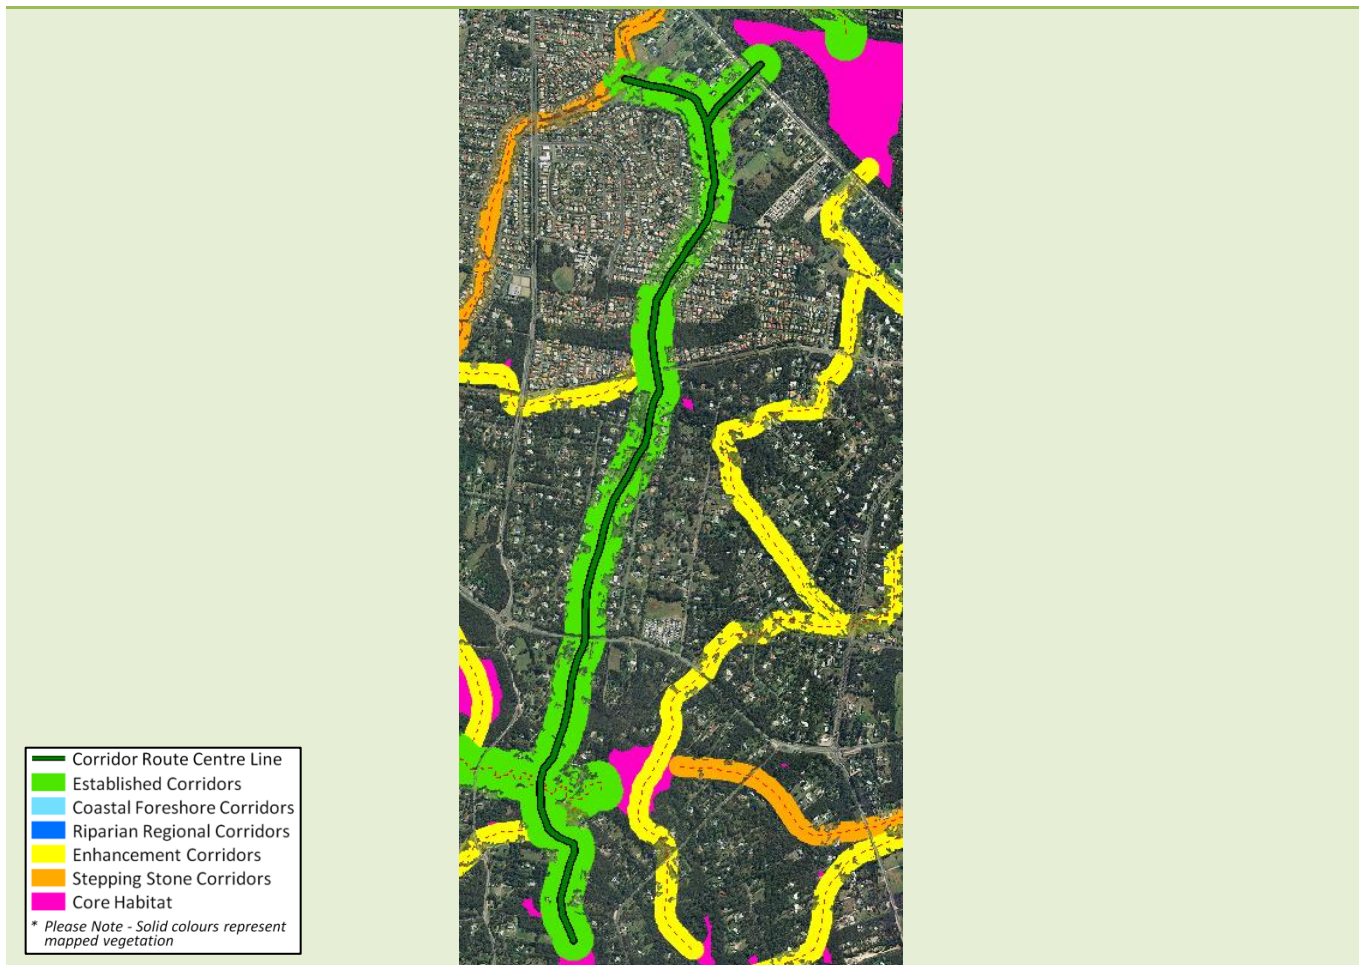 Corridor Route Centre Line
Established Corridors
Coastal Foreshore Corridors
Riparian Regional Corridors
Enhancement Corridors
Stepping Stone Corridors
Core Habitat
* Please Note - Solid colours represent
mapped vegetation